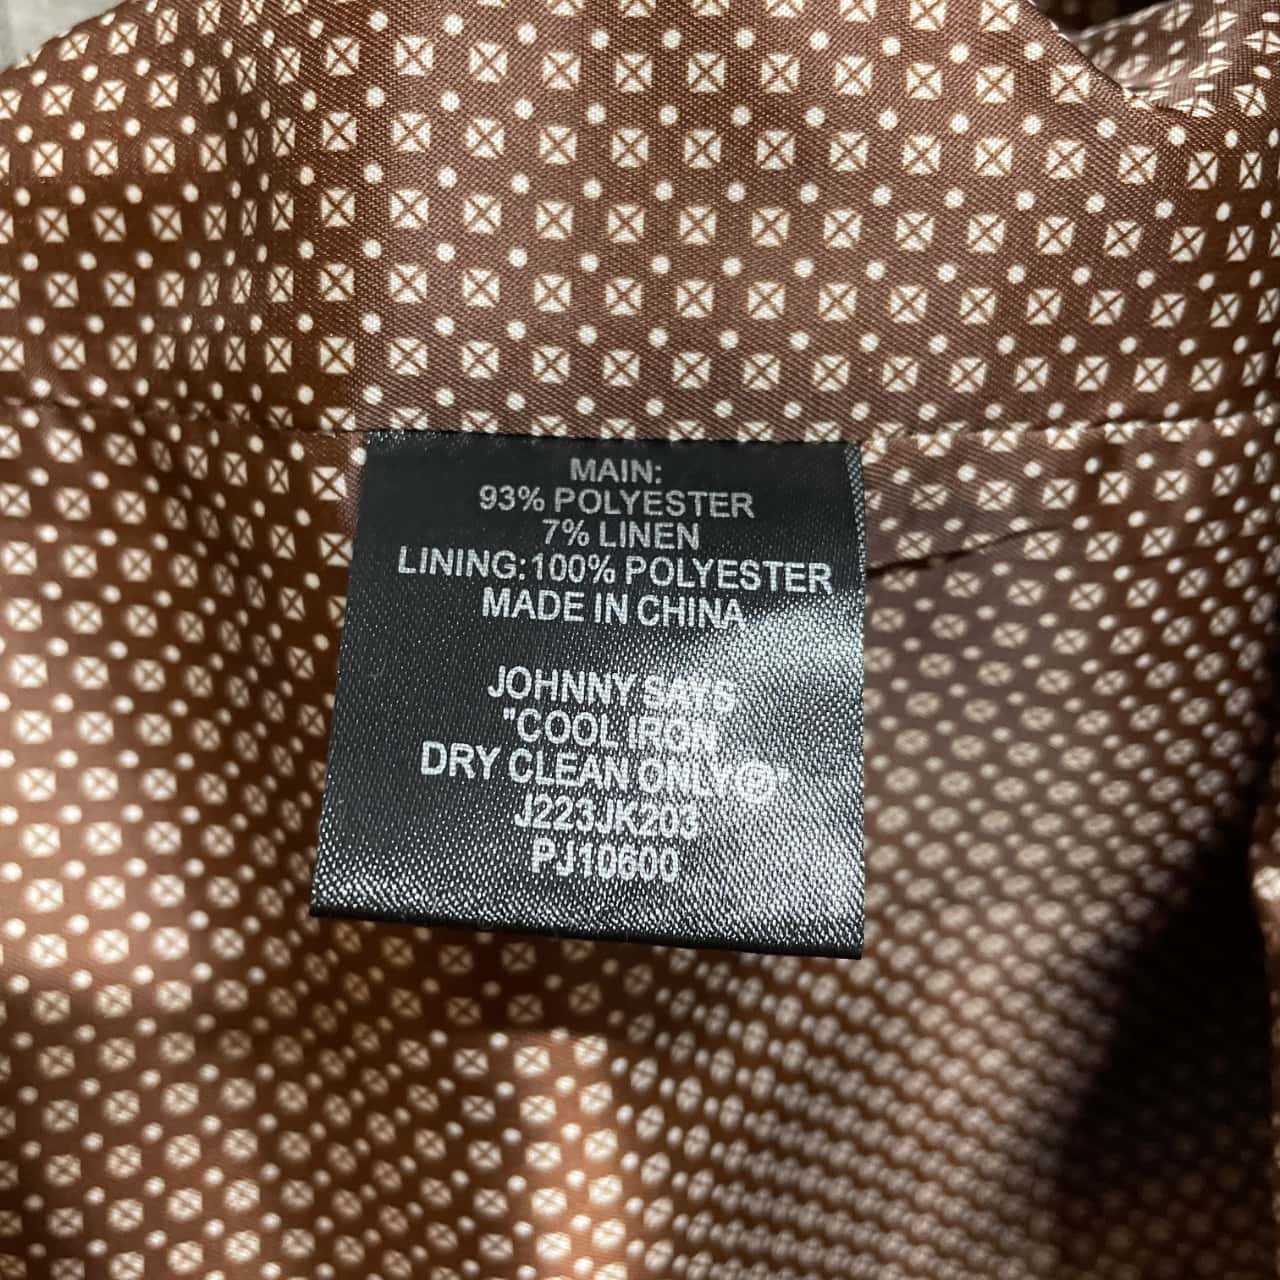 MAIN:
93% POLYESTER
7% LINEN
LINING:100% POLYESTER
MADE IN CHINA
JOHNNY SAYS
"COOL IRON
DRY CLEAN ONLYⓅ"
J223JK203
PJ10600